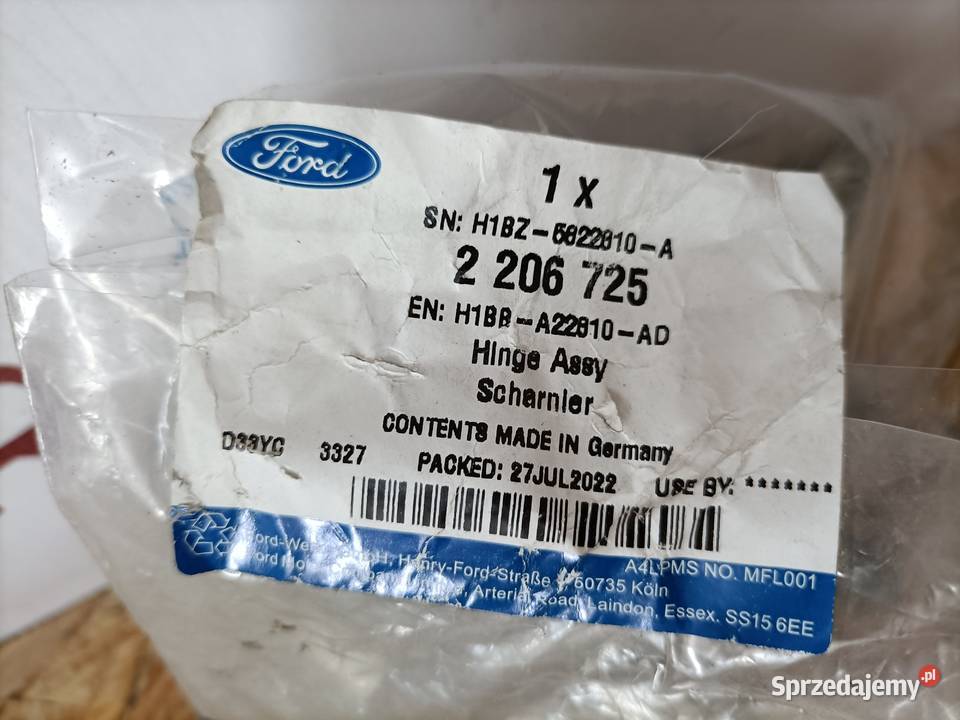 Ford
1 x
SN: H1BZ-5822810-A
2 206 725
EN: H1BB-A22810-AD
Hinge Assy
Scharnier
CONTENTS MADE IN Germany
D33YC 3327 PACKED: 27JUL2022 USE BY: *******
A4LPMS NO. MFL001
Henry-Ford-Straße 50735 Köln
Arterial Road, Laindon, Essex. SS15 6EE
Sprzedajemy.pl